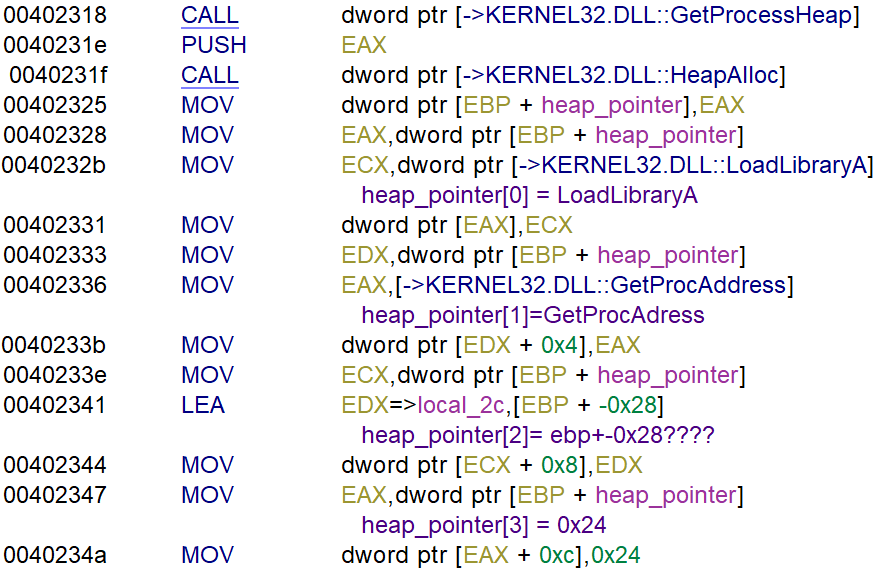 00402318 CALL dword ptr [->KERNEL32.DLL::GetProcessHeap]
0040231e PUSH EAX
0040231f CALL dword ptr [->KERNEL32.DLL::HeapAlloc]
00402325 MOV dword ptr [EBP + heap_pointer],EAX
00402328 MOV EAX,dword ptr [EBP + heap_pointer]
0040232b MOV ECX,dword ptr [->KERNEL32.DLL::LoadLibraryA]
heap_pointer[0] = LoadLibraryA
00402331 MOV dword ptr [EAX],ECX
00402333 MOV EDX,dword ptr [EBP + heap_pointer]
00402336 MOV EAX,[->KERNEL32.DLL::GetProcAddress]
heap_pointer[1]=GetProcAdress
0040233b MOV dword ptr [EDX + 0x4],EAX
0040233e MOV ECX,dword ptr [EBP + heap_pointer]
00402341 LEA EDX=>local_2c,[EBP + -0x28]
heap_pointer[2]= ebp+-0x28????
00402344 MOV dword ptr [ECX + 0x8],EDX
00402347 MOV EAX,dword ptr [EBP + heap_pointer]
heap_pointer[3] = 0x24
0040234a MOV dword ptr [EAX + 0xc],0x24